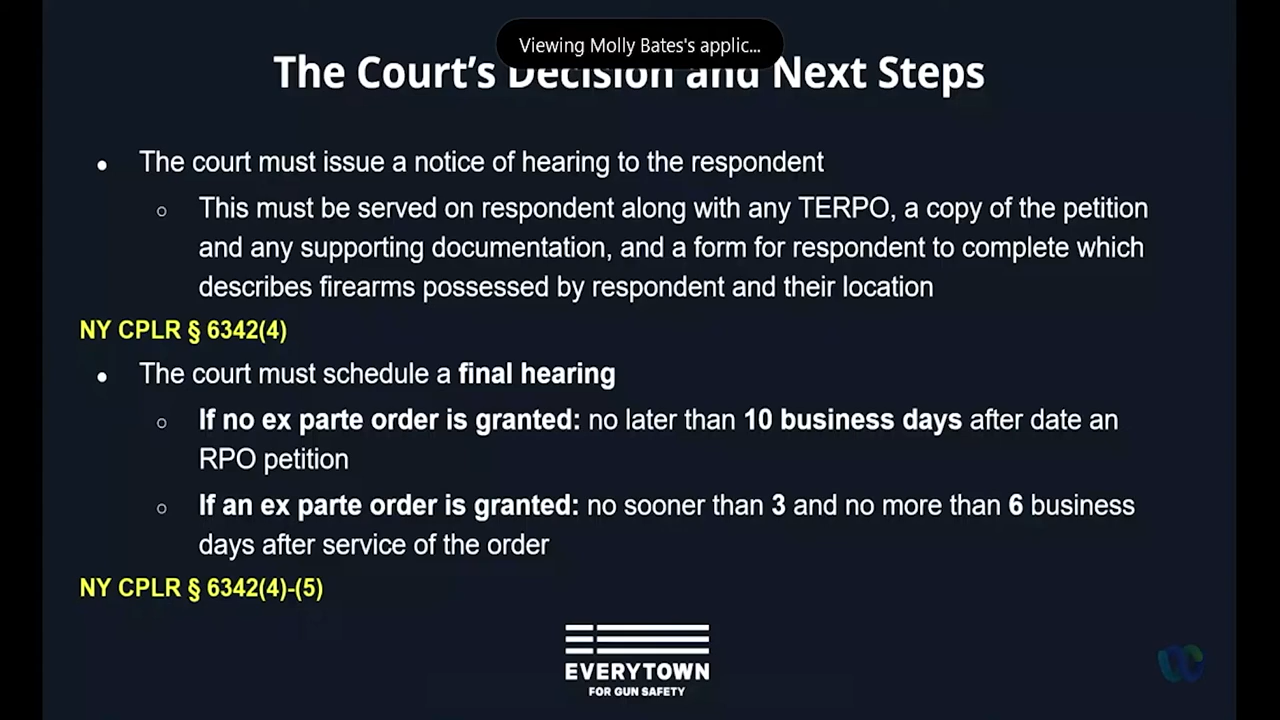 Viewing Molly Bates's applic...
The Court's Decision and Next Steps
• The court must issue a notice of hearing to the respondent
○ This must be served on respondent along with any TERPO, a copy of the petition
and any supporting documentation, and a form for respondent to complete which
describes firearms possessed by respondent and their location
NY CPLR § 6342(4)
• The court must schedule a final hearing
○ If no ex parte order is granted: no later than 10 business days after date an
RPO petition
○ If an ex parte order is granted: no sooner than 3 and no more than 6 business
days after service of the order
NY CPLR § 6342(4)-(5)
EVERYTOWN
FOR GUN SAFETY